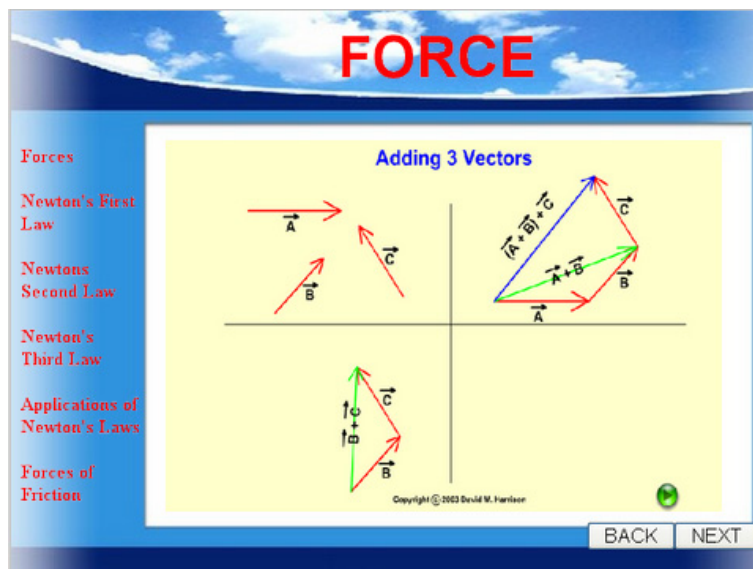 FORCE
Forces
Newton's First
Law
Newtons
Second Law
Newton's
Third Law
Applications of
Newton's Laws
Forces of
Friction
Adding 3 Vectors
A
B
C
(A + B) + C
A + B
C
B
A
B + C
C
B
Copyright © 2003 David M. Harrison
BACK NEXT